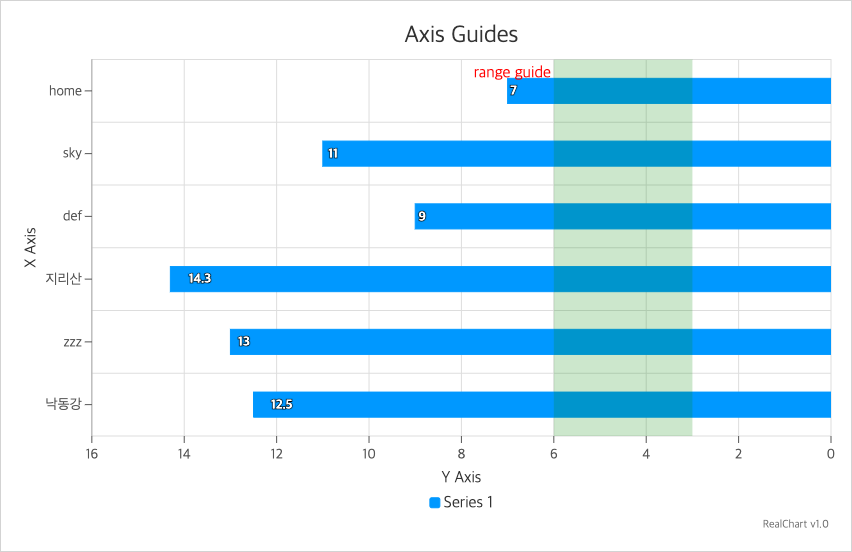 Axis Guides
range guide
home
7
sky
11
def
9
X Axis
지리산
14.3
zzz
13
낙동강
12.5
16 14 12 10 8 6 4 2 0
Y Axis
Series 1
RealChart v1.0